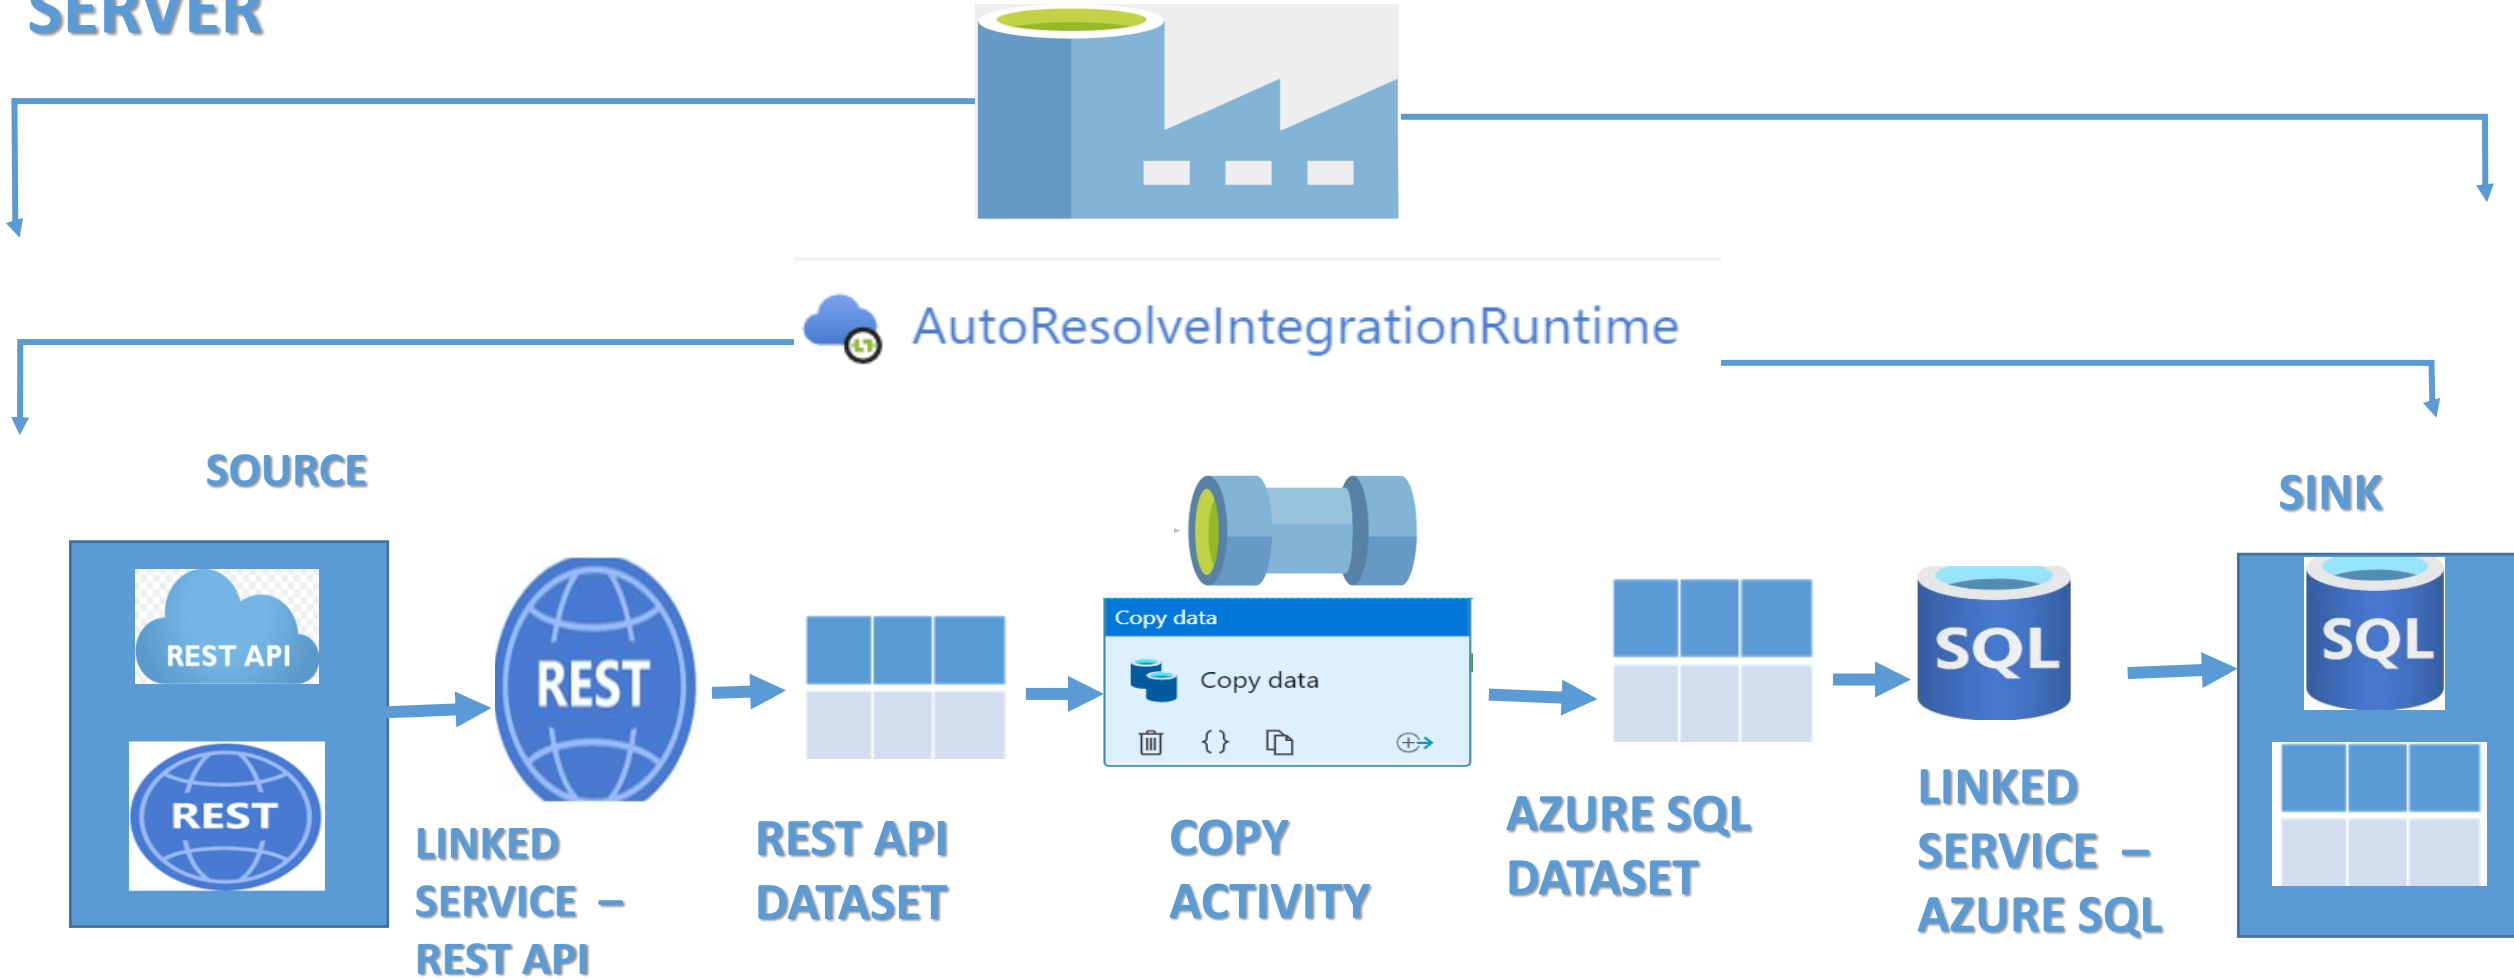 SERVER
AutoResolveIntegrationRuntime
SOURCE
SINK
REST API
REST
REST
Copy data
Copy data
{}
SQL
SQL
LINKED
SERVICE –
REST API
REST API
DATASET
COPY
ACTIVITY
AZURE SQL
DATASET
LINKED
SERVICE –
AZURE SQL